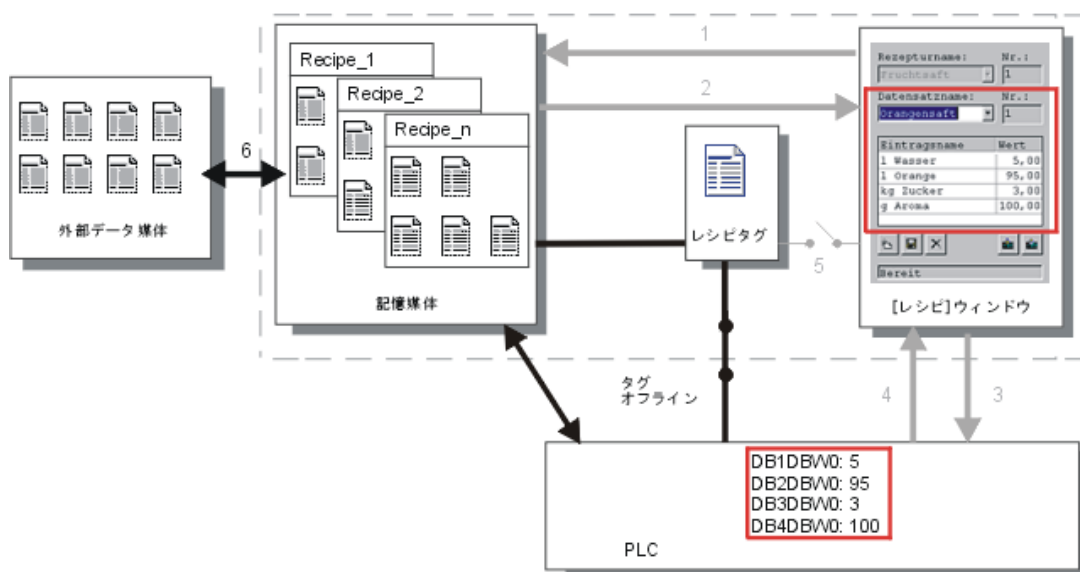 Recipe_1
Recipe_2
Recipe_n
外部データ媒体
6
記憶媒体
1
2
レシピタグ
5
Rezepturname: Nr.:
Fruchtsaft 1
Datensatzname: Nr.:
Orangensaft 1
Eintragsname Wert
l Wasser 5,00
l Orange 95,00
kg Zucker 3,00
g Aroma 100,00
Bereit
[レシピ]ウィンドウ
タグ
オフライン
4
3
DB1DBW0: 5
DB2DBW0: 95
DB3DBW0: 3
DB4DBW0: 100
PLC